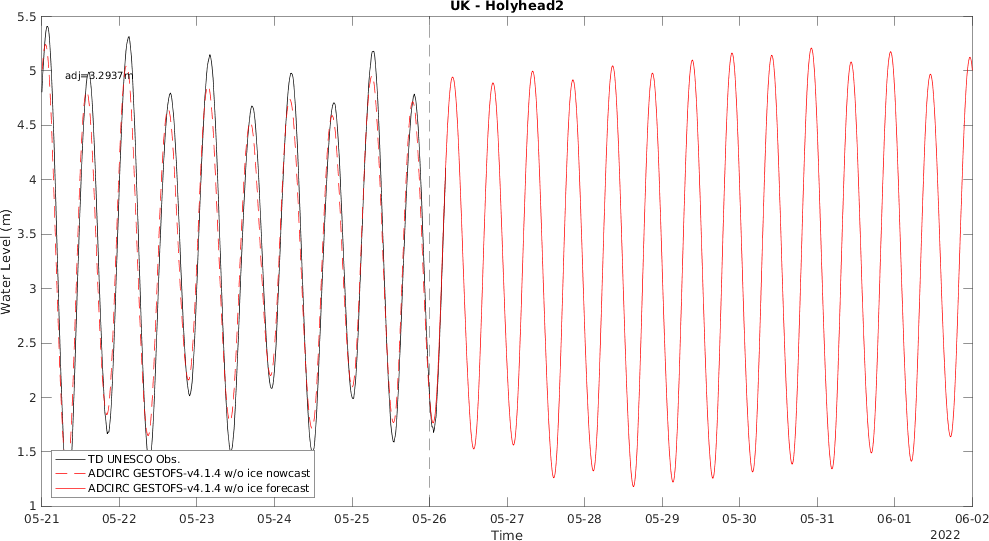 UK - Holyhead2
5.5
5
4.5
4
3.5
3
2.5
2
1.5
1
Water Level (m)
adj=3.2937m
TD UNESCO Obs.
ADCIRC GESTOFS-v4.1.4 w/o ice nowcast
ADCIRC GESTOFS-v4.1.4 w/o ice forecast
05-21 05-22 05-23 05-24 05-25 05-26 05-27 05-28 05-29 05-30 05-31 06-01 06-02
Time
2022